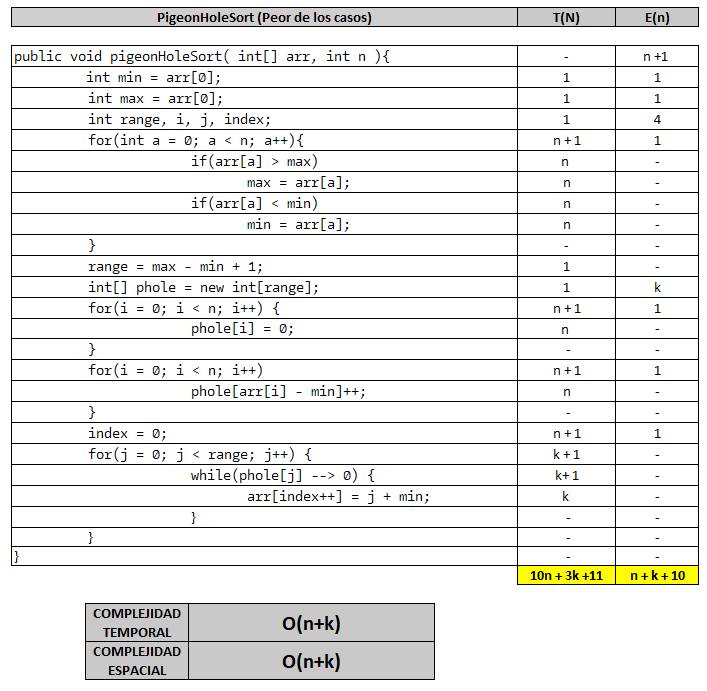 PigeonHoleSort (Peor de los casos) T(N) E(n)
public void pigeonHoleSort( int[] arr, int n ){ - n +1
int min = arr[0]; 1 1
int max = arr[0]; 1 1
int range, i, j, index; 1 4
for(int a = 0; a < n; a++){ n + 1 1
if(arr[a] > max) n -
max = arr[a]; n -
if(arr[a] < min) n -
min = arr[a]; n -
} - -
range = max - min + 1; 1 -
int[] phole = new int[range]; 1 k
for(i = 0; i < n; i++) { n + 1 1
phole[i] = 0; n -
} - -
for(i = 0; i < n; i++) n + 1 1
phole[arr[i] - min]++; n -
} - -
index = 0; n + 1 1
for(j = 0; j < range; j++) { k + 1 -
while(phole[j] --> 0) { k+ 1 -
arr[index++] = j + min; k -
} - -
} - -
} - -
10n + 3k +11 n + k + 10
COMPLEJIDAD
TEMPORAL
O(n+k)
COMPLEJIDAD
ESPACIAL
O(n+k)